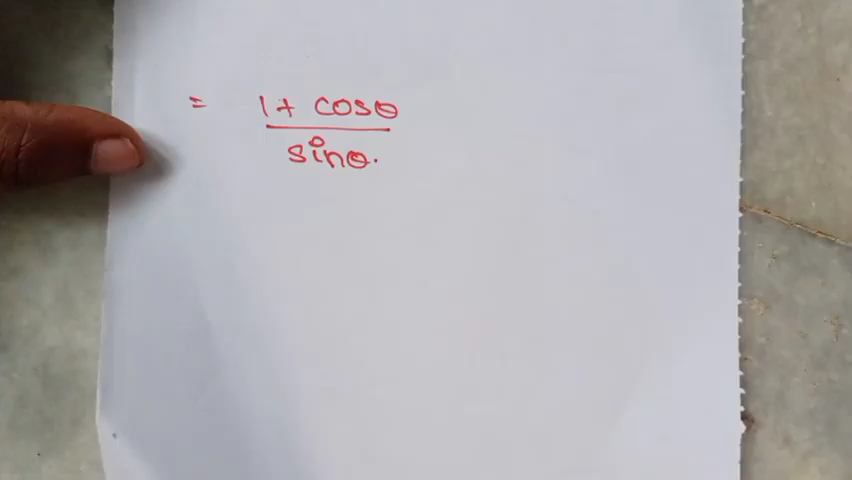 = 1+ cosθ
sinθ.